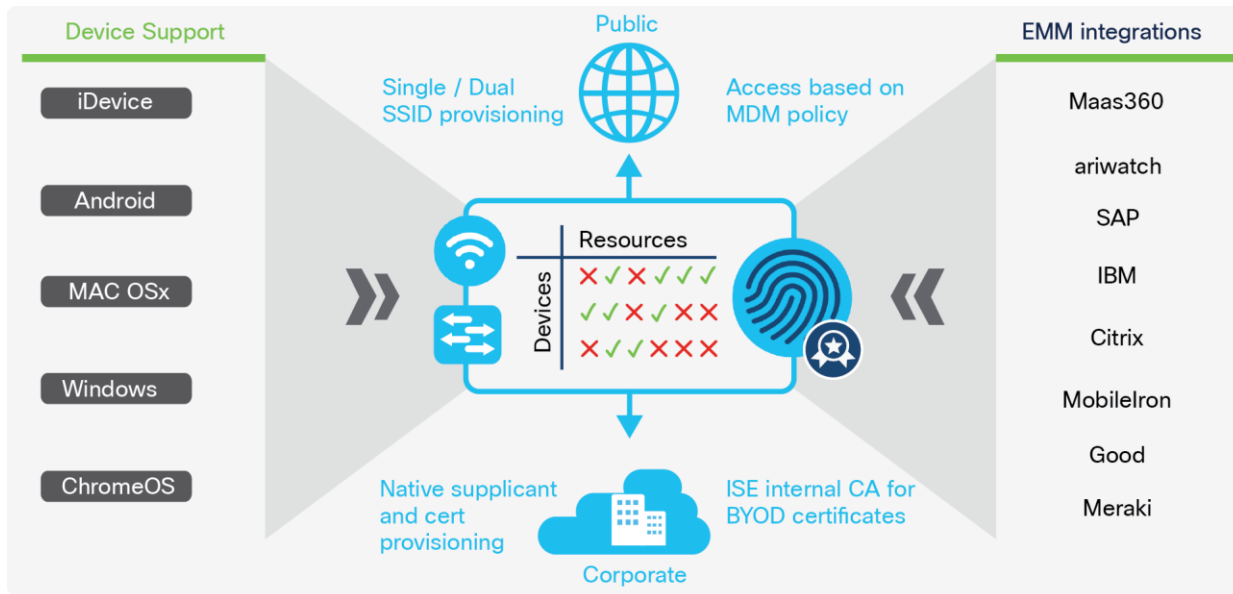 Device Support
iDevice
Android
MAC OSx
Windows
ChromeOS
Public
Single / Dual
SSID provisioning
Access based on
MDM policy
Resources
Devices
Native supplicant
and cert
provisioning
ISE internal CA for
BYOD certificates
Corporate
EMM integrations
Maas360
ariwatch
SAP
IBM
Citrix
MobileIron
Good
Meraki